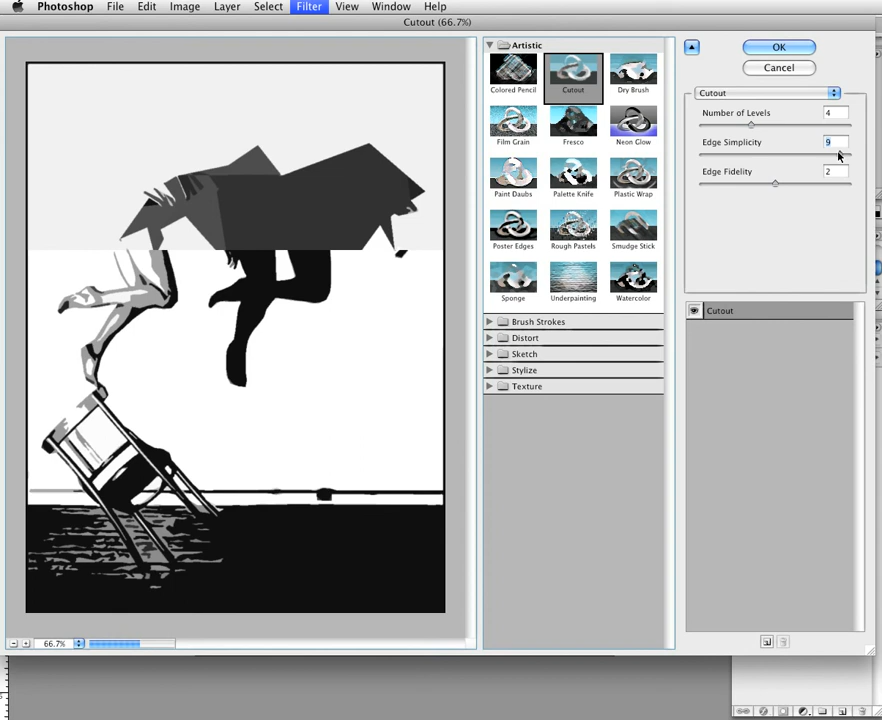 Photoshop File Edit Image Layer Select Filter View Window Help
Cutout (66.7%)
Artistic
Colored Pencil Cutout Dry Brush
Film Grain Fresco Neon Glow
Paint Daubs Palette Knife Plastic Wrap
Poster Edges Rough Pastels Smudge Stick
Sponge Underpainting Watercolor
Brush Strokes
Distort
Sketch
Stylize
Texture
OK
Cancel
Cutout
Number of Levels 4
Edge Simplicity 9
Edge Fidelity 2
Cutout
66.7%